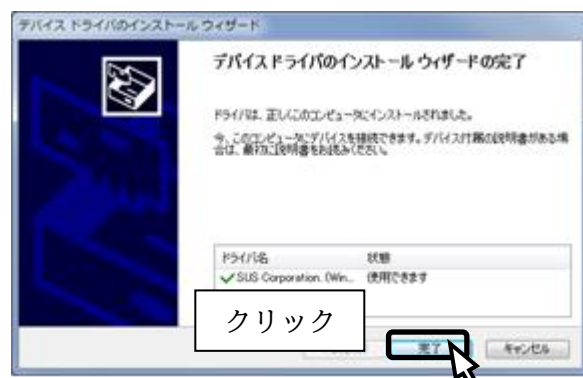 デバイス ドライバのインストール ウィザード
デバイス ドライバのインストール ウィザードの完了
ドライバは、正しくこのコンピュータにインストールされました。
今、このコンピュータにデバイスを接続できます。デバイス付属の説明書がある場
合は、最初に説明書をお読みください。
ドライバ名 状態
SUS Corporation. (Win... 使用できます
クリック
完了 キャンセル